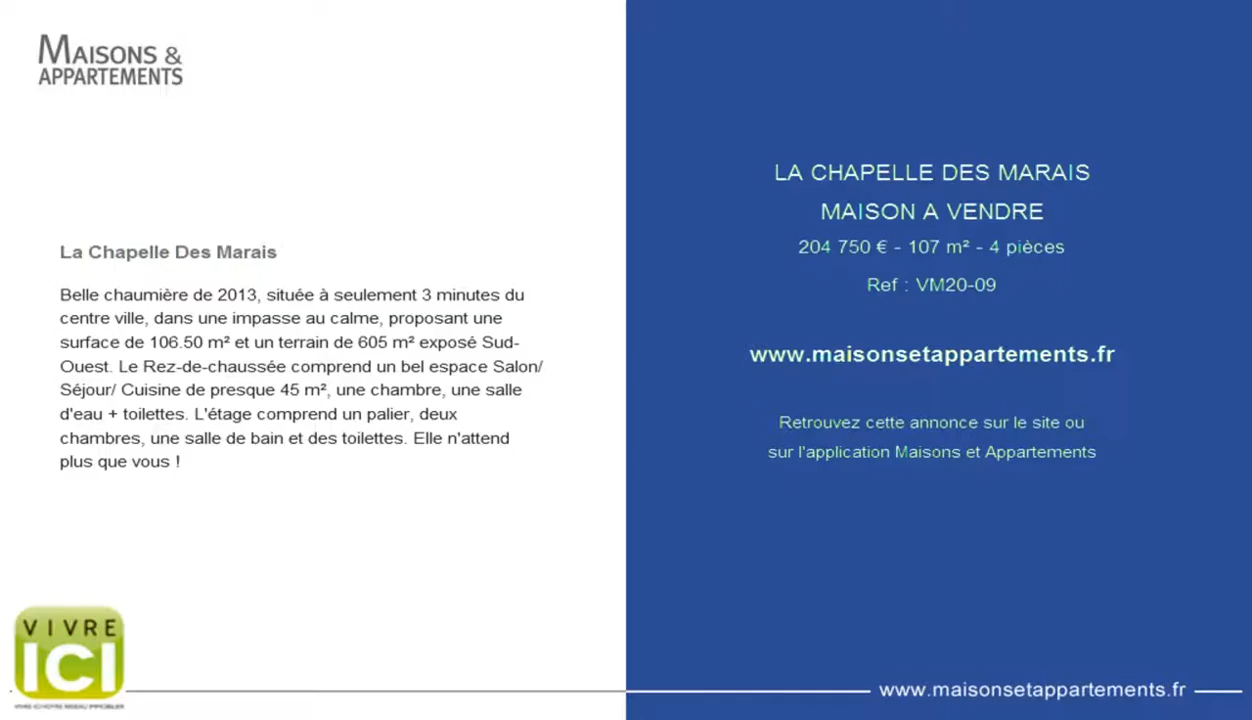 MAISONS &
APPARTEMENTS
La Chapelle Des Marais
Belle chaumière de 2013, située à seulement 3 minutes du
centre ville, dans une impasse au calme, proposant une
surface de 106.50 m² et un terrain de 605 m² exposé Sud-
Ouest. Le Rez-de-chaussée comprend un bel espace Salon/
Séjour/ Cuisine de presque 45 m², une chambre, une salle
d'eau + toilettes. L'étage comprend un palier, deux
chambres, une salle de bain et des toilettes. Elle n'attend
plus que vous !
LA CHAPELLE DES MARAIS
MAISON A VENDRE
204 750 € - 107 m² - 4 pièces
Ref : VM20-09
www.maisonsetappartements.fr
Retrouvez cette annonce sur le site ou
sur l'application Maisons et Appartements
VIVRE
ICI
VIVRE ICI VOTRE RESEAU IMMOBILIER
www.maisonsetappartements.fr